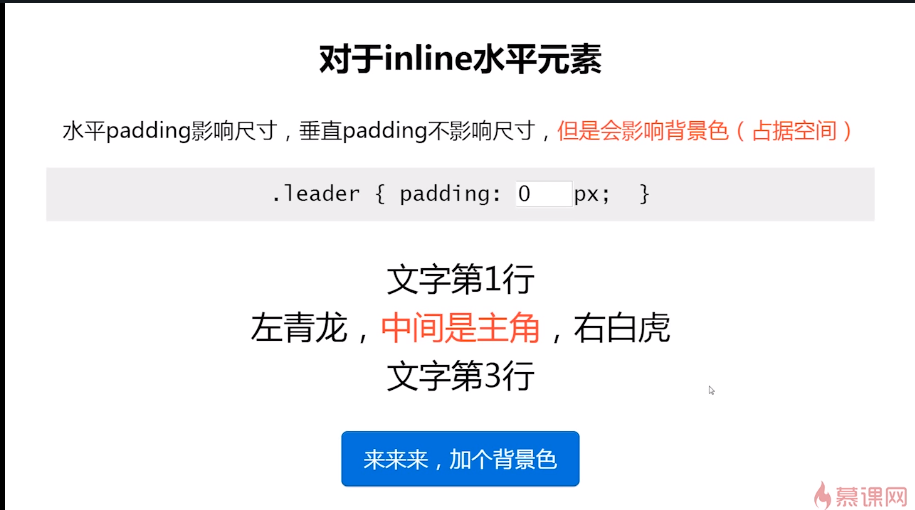 对于inline水平元素
水平padding影响尺寸，垂直padding不影响尺寸，但是会影响背景色（占据空间）
.leader { padding: 0 px; }
文字第1行
左青龙，中间是主角，右白虎
文字第3行
来来来，加个背景色
慕课网